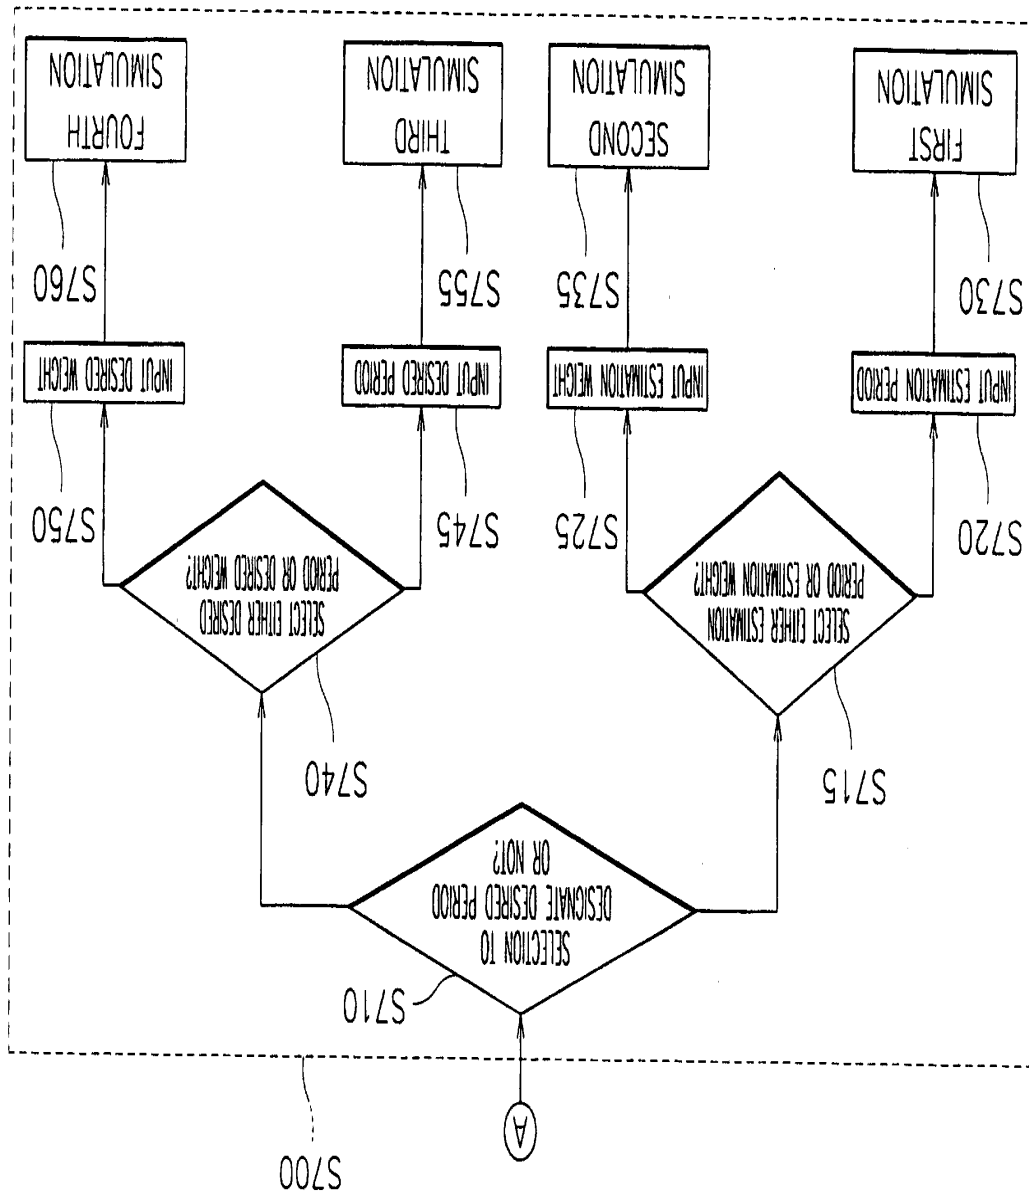 S700
A
S710
SELECTION TO
DESIGNATE DESIRED PERIOD
OR NOT?
S715
SELECT EITHER ESTIMATION
PERIOD OR ESTIMATION WEIGHT?
S740
SELECT EITHER DESIRED
PERIOD OR DESIRED WEIGHT?
S720
INPUT ESTIMATION PERIOD
S725
INPUT ESTIMATION WEIGHT
S745
INPUT DESIRED PERIOD
S750
INPUT DESIRED WEIGHT
S730
FIRST
SIMULATION
S735
SECOND
SIMULATION
S755
THIRD
SIMULATION
S760
FOURTH
SIMULATION